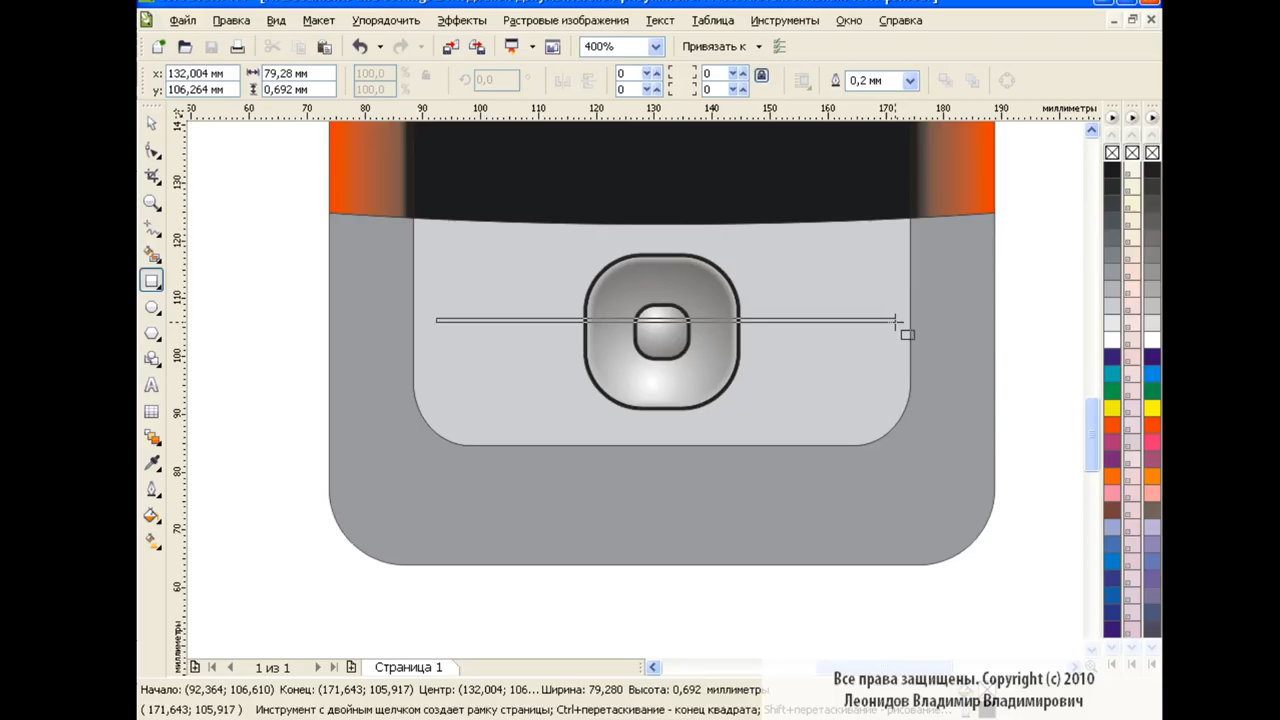 Файл Правка Вид Макет Упорядочить Эффекты Растровые изображения Текст Таблица Инструменты Окно Справка
400% Привязать к
x: 132,004 мм 79,28 мм 100,0 % 0,0 0 0 0,2 мм
y: 106,264 мм 0,692 мм 100,0 % 0 0
60 70 80 90 100 110 120 130 140 150 160 170 180 190 миллиметры
130
120
110
100
90
80
70
60
миллиметры
1 из 1 Страница 1
Все права защищены. Copyright (c) 2010
Начало: (92,364; 106,610) Конец: (171,643; 105,917) Центр: (132,004; 106... Ширина: 79,280 Высота: 0,692 миллиметры
Леонидов Владимир Владимирович
( 171,643; 105,917 ) Инструмент с двойным щелчком создает рамку страницы; Ctrl+перетаскивание - конец квадрата; Shift+перетаскивание - рисование...